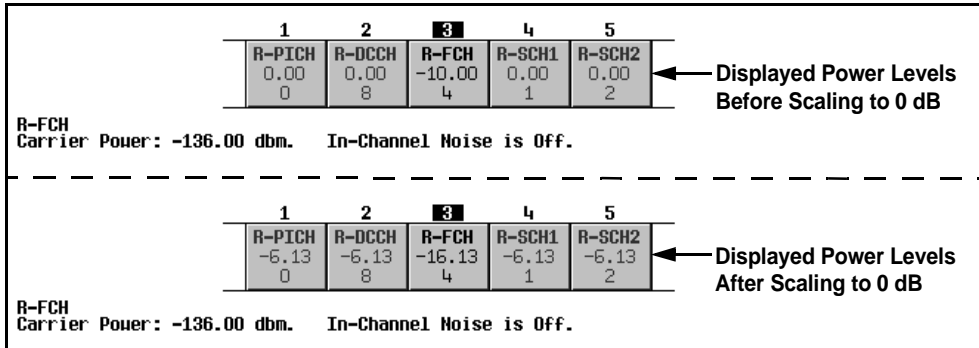 1 2 3 4 5
R-PICH R-DCCH R-FCH R-SCH1 R-SCH2
0.00 0.00 -10.00 0.00 0.00
0 8 4 1 2
Displayed Power Levels
Before Scaling to 0 dB
R-FCH
Carrier Power: -136.00 dbm. In-Channel Noise is Off.
1 2 3 4 5
R-PICH R-DCCH R-FCH R-SCH1 R-SCH2
-6.13 -6.13 -16.13 -6.13 -6.13
0 8 4 1 2
Displayed Power Levels
After Scaling to 0 dB
R-FCH
Carrier Power: -136.00 dbm. In-Channel Noise is Off.